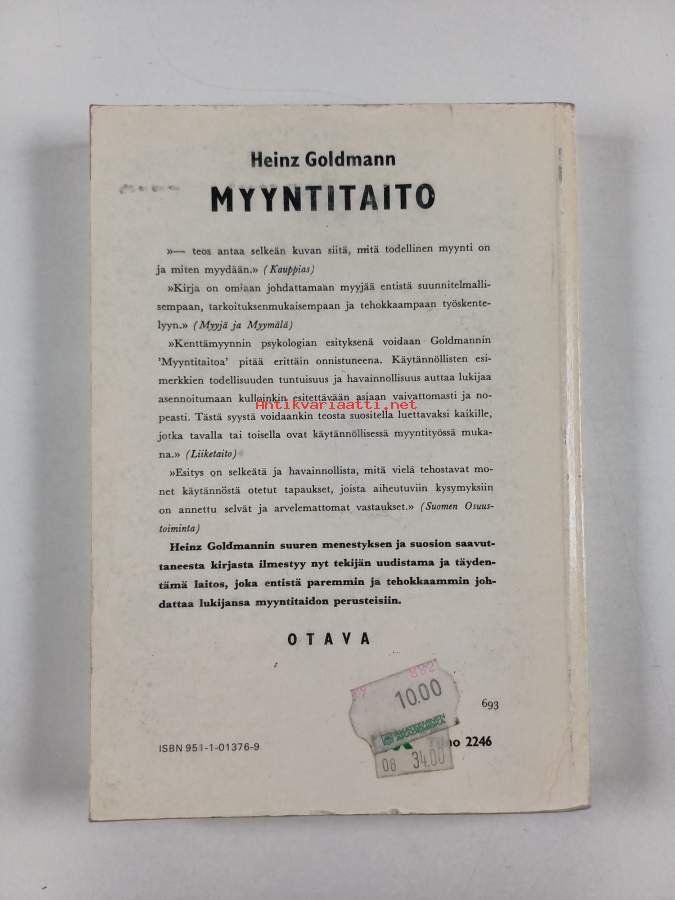 Heinz Goldmann
MYYNTITAITO
»— teos antaa selkeän kuvan siitä, mitä todellinen myynti on
ja miten myydään.» (Kauppias)
»Kirja on omiaan johdattamaan myyjää entistä suunnitelmalli-
sempaan, tarkoituksenmukaisempaan ja tehokkaampaan työskente-
lyyn.» (Myyjä ja Myymälä)
»Kenttämyynnin psykologian esityksenä voidaan Goldmannin
'Myyntitaitoa' pitää erittäin onnistuneena. Käytännöllisten esi-
merkkien todellisuuden tuntuisuus ja havainnollisuus auttaa lukijaa
asennoitumaan kulloinkin esitettävään asiaan vaivattomasti ja no-
Antikvariaatti.net
peasti. Tästä syystä voidaankin teosta suositella luettavaksi kaikille,
jotka tavalla tai toisella ovat käytännöllisessä myyntityössä muka-
na.» (Liiketaito)
»Esitys on selkeätä ja havainnollista, mitä vielä tehostavat mo-
net käytännöstä otetut tapaukset, joista aiheutuviin kysymyksiin
on annettu selvät ja arvelemattomat vastaukset.» (Suomen Osuus-
toiminta)
Heinz Goldmannin suuren menestyksen ja suosion saavut-
taneesta kirjasta ilmestyy nyt tekijän uudistama ja täyden-
tämä laitos, joka entistä paremmin ja tehokkaammin joh-
dattaa lukijansa myyntitaidon perusteisiin.
OTAVA
10.00
693
ISBN 951-1-01376-9
2246
08 34.00